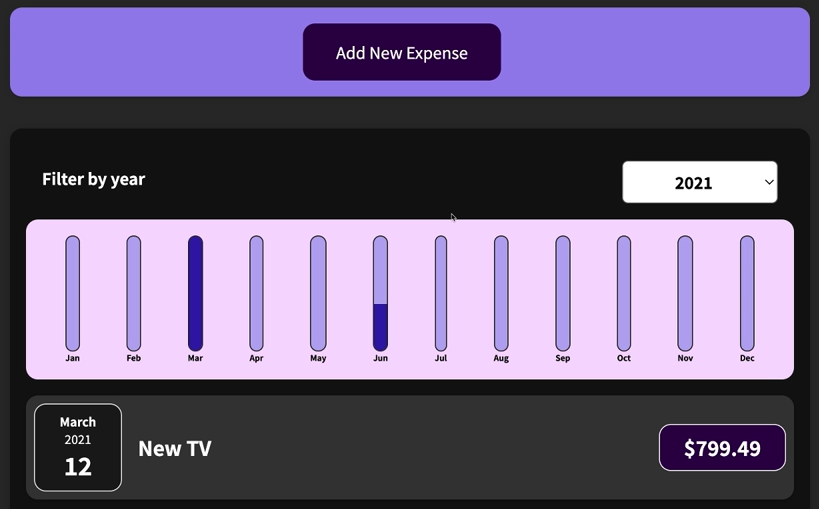 Add New Expense
Filter by year
2021
Jan Feb Mar Apr May Jun Jul Aug Sep Oct Nov Dec
March
2021
12
New TV
$799.49